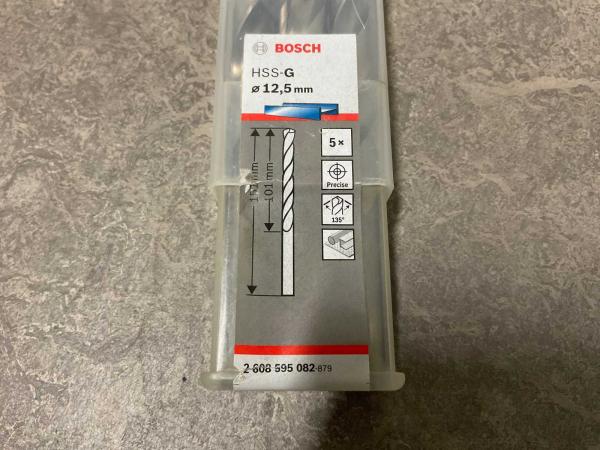 BOSCH
HSS-G
ø 12,5 mm
5 x
101 mm
Precise
135°
2 608 595 082-879